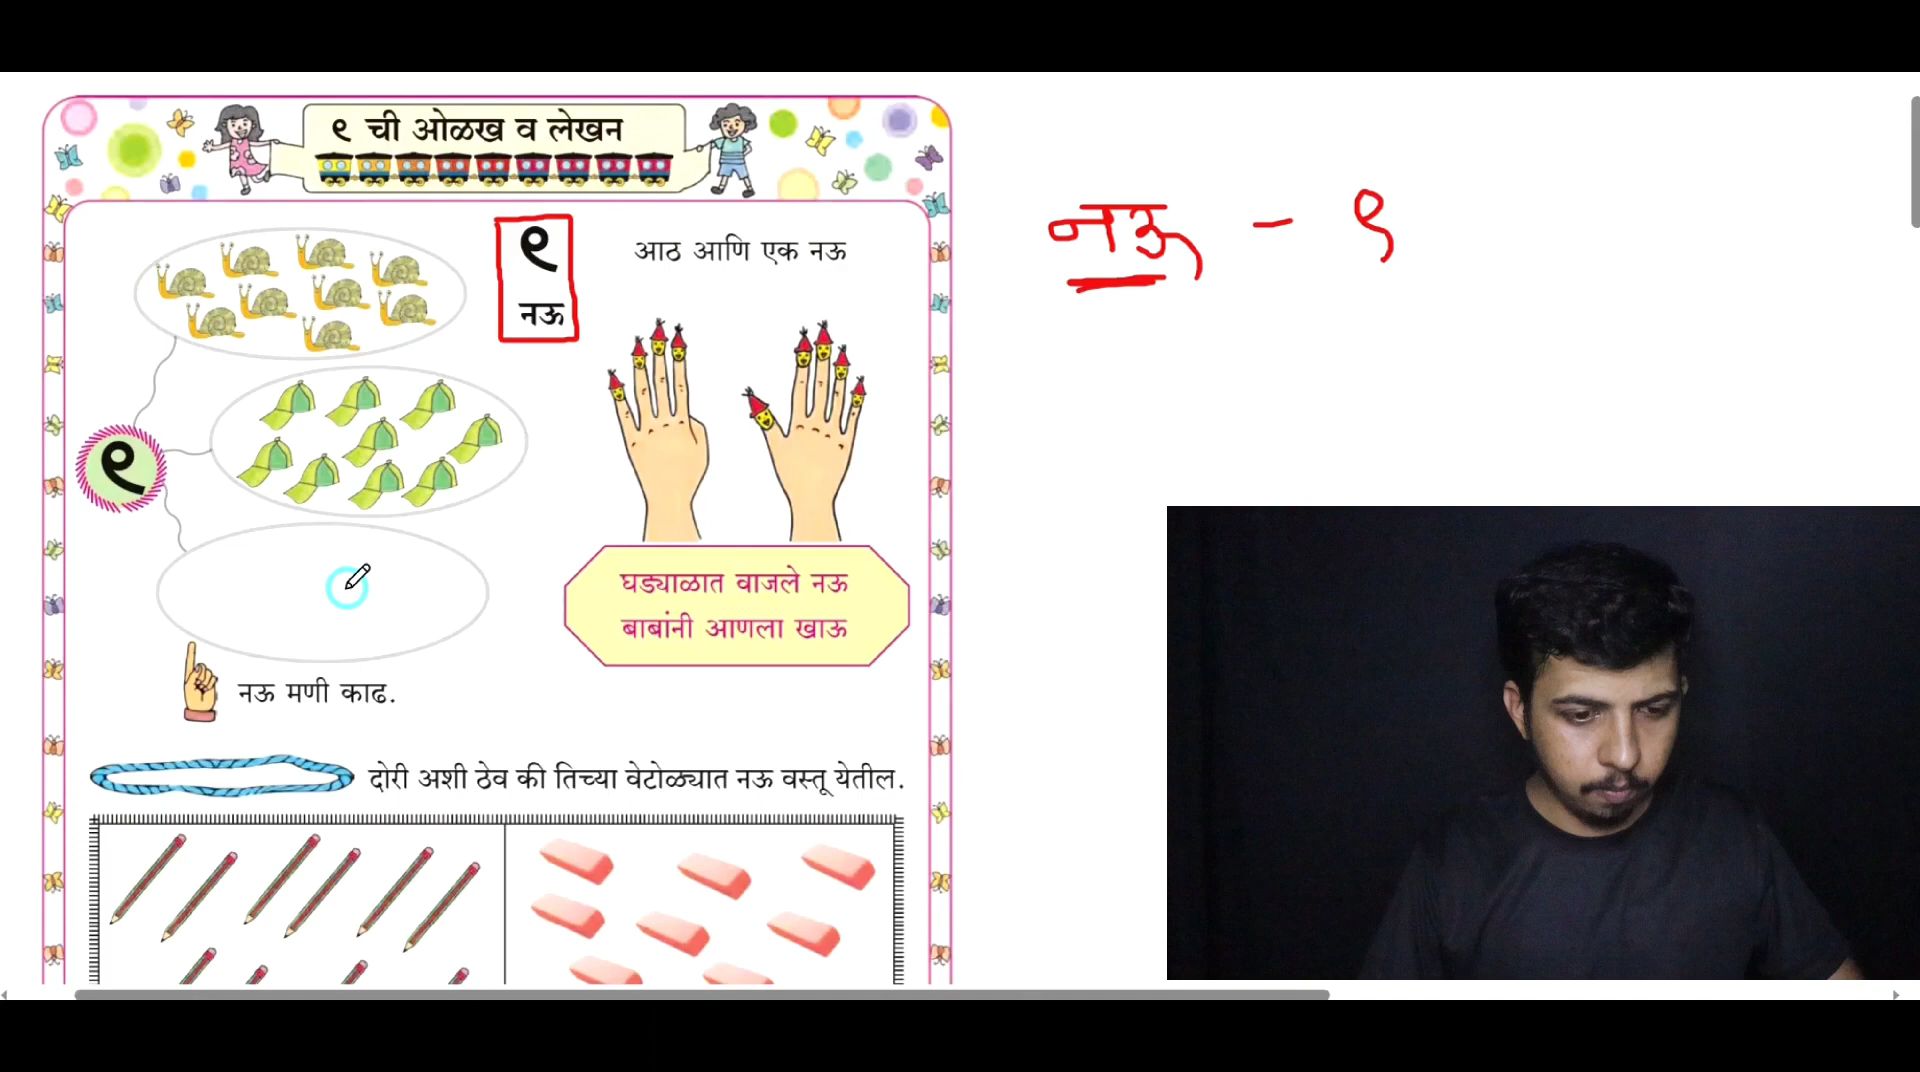 ९ ची ओळख व लेखन
९
नऊ
आठ आणि एक नऊ
नऊ - ९
९
घड्याळात वाजले नऊ
बाबांनी आणला खाऊ
नऊ मणी काढ.
दोरी अशी ठेव की तिच्या वेटोळ्यात नऊ वस्तू येतील.